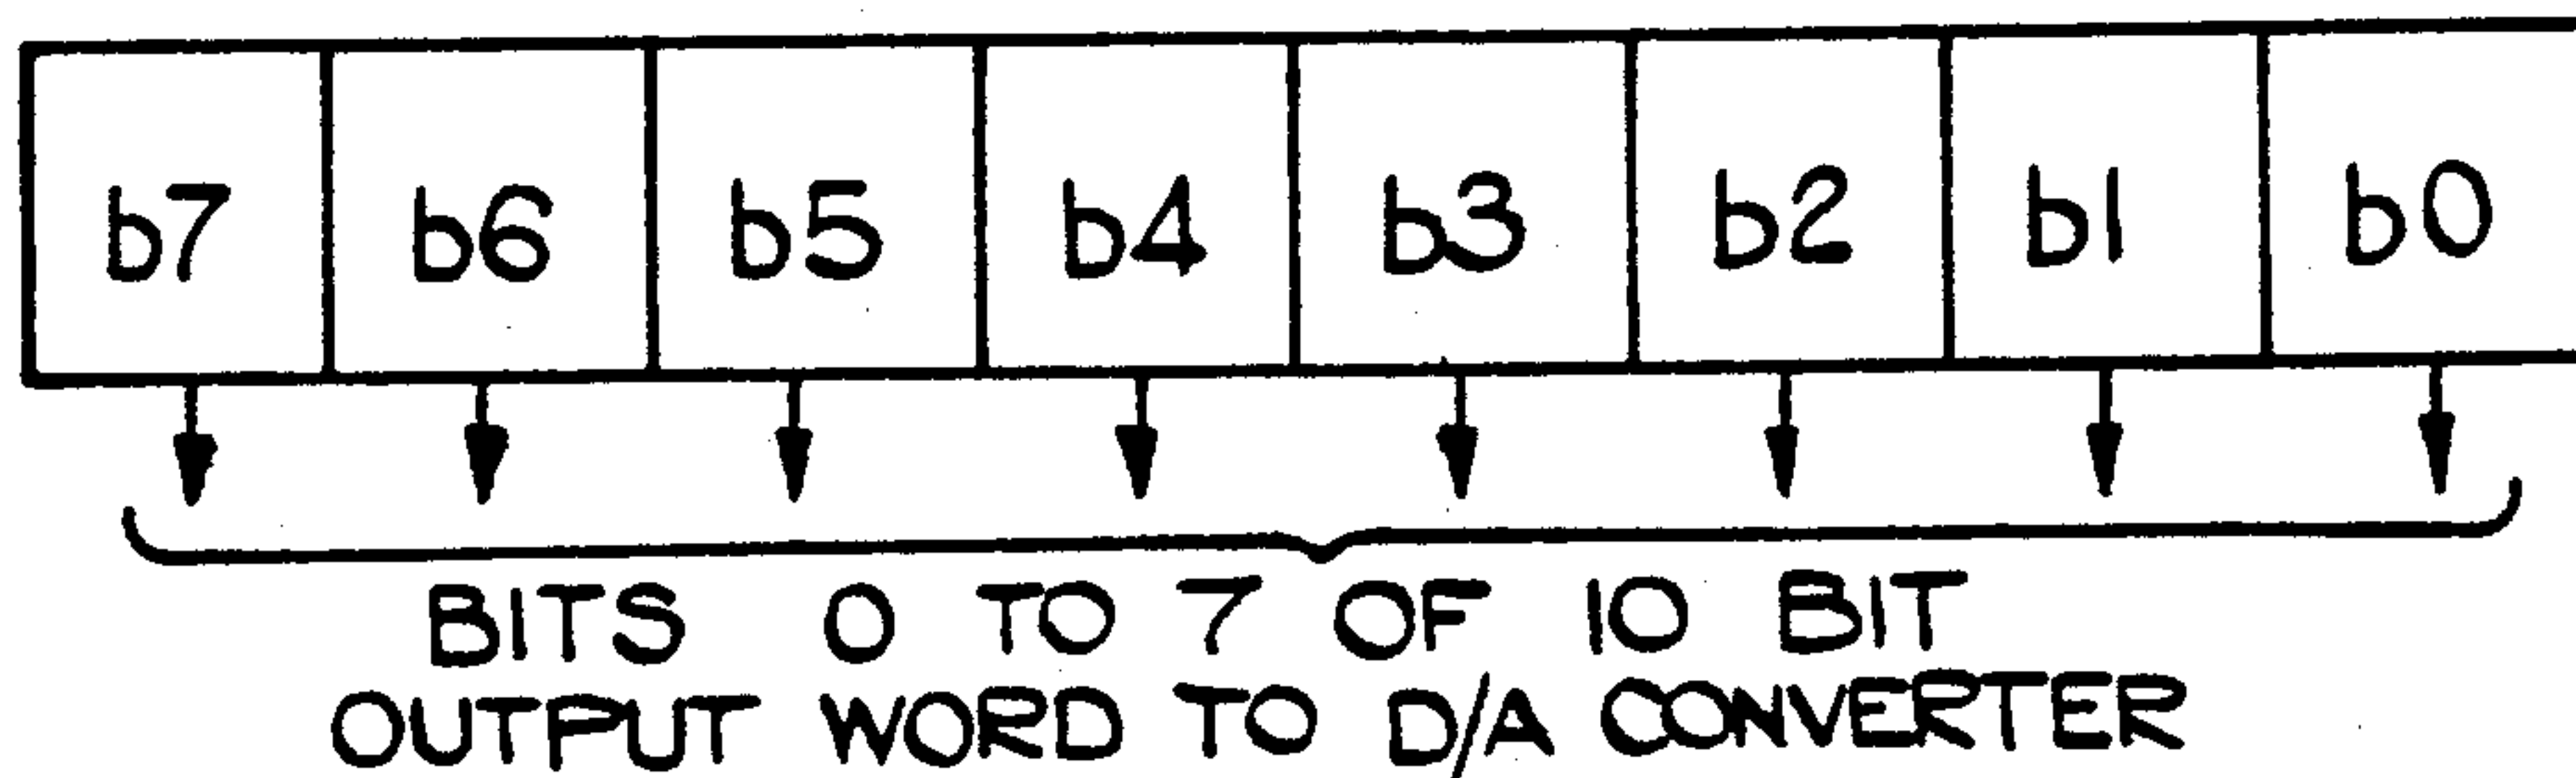 b7 b6 b5 b4 b3 b2 b1 b0
BITS 0 TO 7 OF 10 BIT
OUTPUT WORD TO D/A CONVERTER